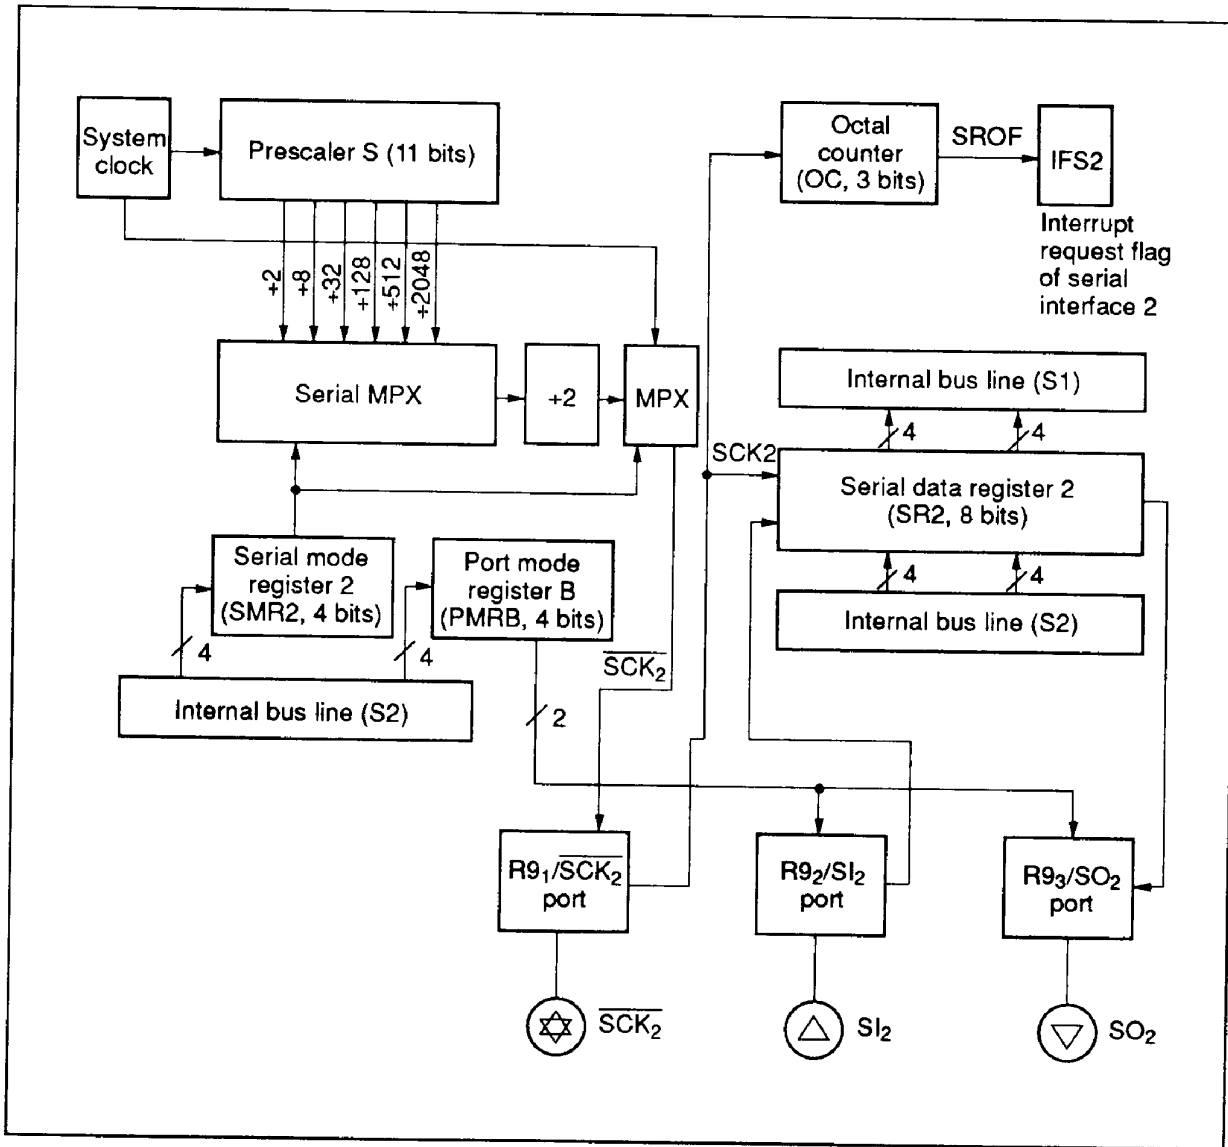 System
clock
Prescaler S (11 bits)
Octal
counter
(OC, 3 bits)
SROF
IFS2
Interrupt
request flag
of serial
interface 2
÷2
÷8
÷32
÷128
÷512
÷2048
Serial MPX
÷2
MPX
Internal bus line (S1)
4
4
SCK2
Serial data register 2
(SR2, 8 bits)
4
4
Internal bus line (S2)
Serial mode
register 2
(SMR2, 4 bits)
Port mode
register B
(PMRB, 4 bits)
4
4
Internal bus line (S2)
2
S̅C̅K̅₂
R9₁/S̅C̅K̅₂
port
R9₂/SI₂
port
R9₃/SO₂
port
S̅C̅K̅₂
SI₂
SO₂